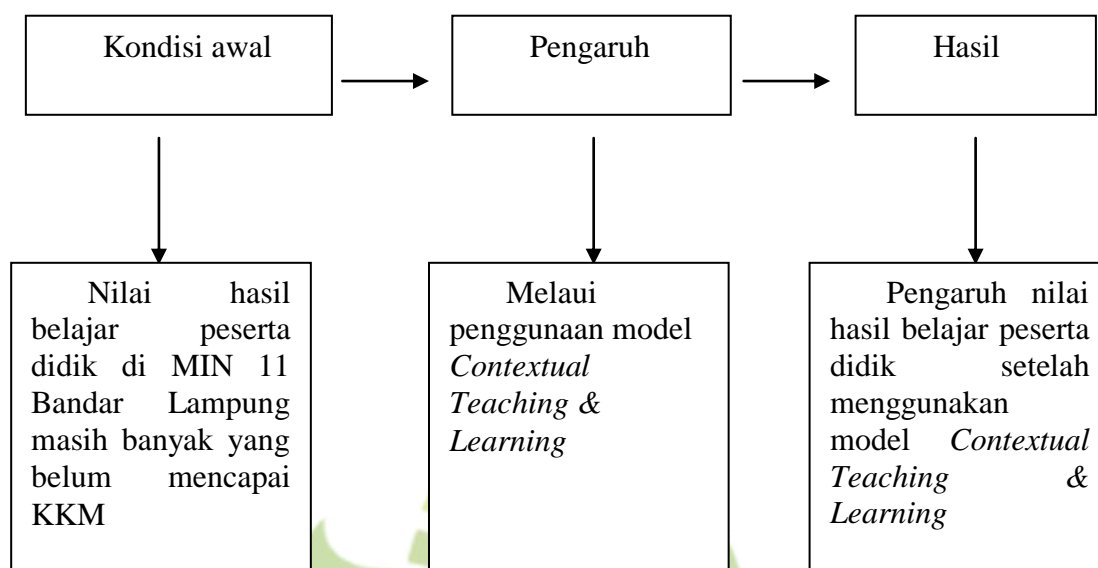 Kondisi awal
Pengaruh
Hasil
Nilai hasil
belajar peserta
didik di MIN 11
Bandar Lampung
masih banyak yang
belum mencapai
KKM
Melaui
penggunaan model
Contextual
Teaching &
Learning
Pengaruh nilai
hasil belajar peserta
didik setelah
menggunakan
model Contextual
Teaching &
Learning